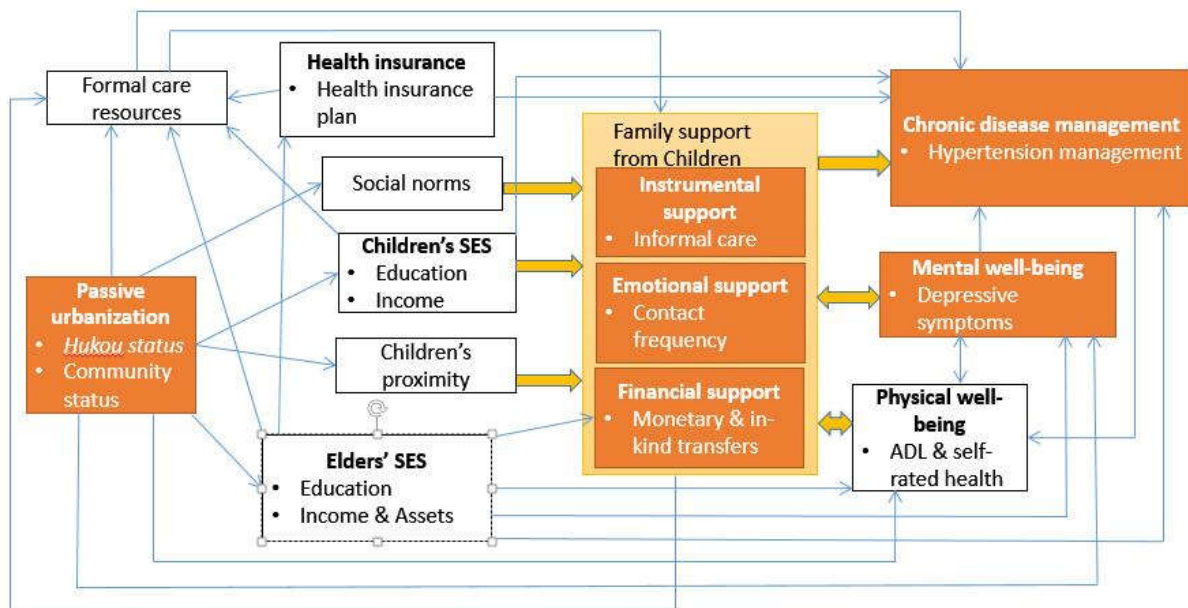 Formal care
resources
Health insurance
• Health insurance
plan
Social norms
Children's SES
• Education
• Income
Children's
proximity
Passive
urbanization
• Hukou status
• Community
status
Elders' SES
• Education
• Income & Assets
Family support
from Children
Instrumental
support
• Informal care
Emotional support
• Contact
frequency
Financial support
• Monetary & in-
kind transfers
Chronic disease management
• Hypertension management
Mental well-being
• Depressive
symptoms
Physical well-
being
• ADL & self-
rated health